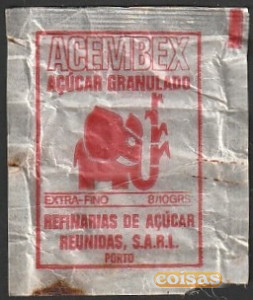 ACEMBEX
AÇÚCAR GRANULADO
EXTRA-FINO 8/10GRS
REFINARIAS DE AÇÚCAR
REUNIDAS, S.A.R.L.
PORTO
coisas